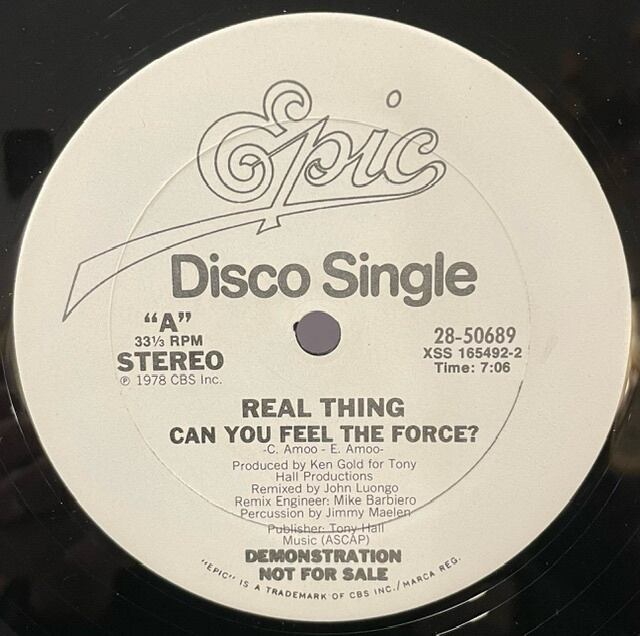 Epic
Disco Single
"A"
33⅓ RPM
STEREO
℗ 1978 CBS Inc.
28-50689
XSS 165492-2
Time: 7:06
REAL THING
CAN YOU FEEL THE FORCE?
-C. Amoo - E. Amoo-
Produced by Ken Gold for Tony
Hall Productions
Remixed by John Luongo
Remix Engineer: Mike Barbiero
Percussion by Jimmy Maelen
Publisher: Tony Hall
Music (ASCAP)
DEMONSTRATION
NOT FOR SALE
"EPIC" IS A TRADEMARK OF CBS INC./MARCA REG.